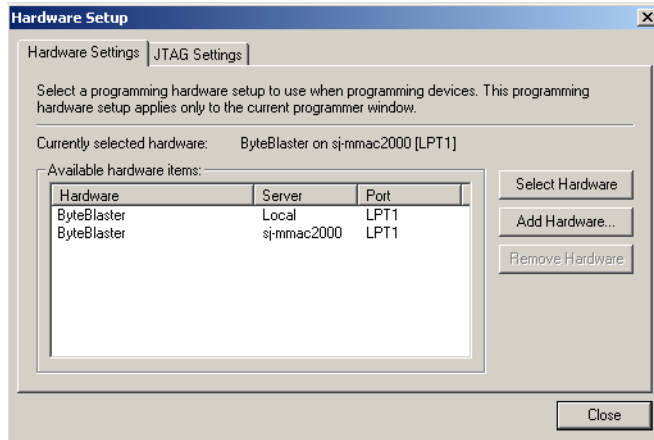 Hardware Setup
Hardware Settings JTAG Settings
Select a programming hardware setup to use when programming devices. This programming
hardware setup applies only to the current programmer window.
Currently selected hardware: ByteBlaster on sj-mmac2000 [LPT1]
Available hardware items:
Hardware Server Port
ByteBlaster Local LPT1
ByteBlaster sj-mmac2000 LPT1
Select Hardware
Add Hardware...
Remove Hardware
Close